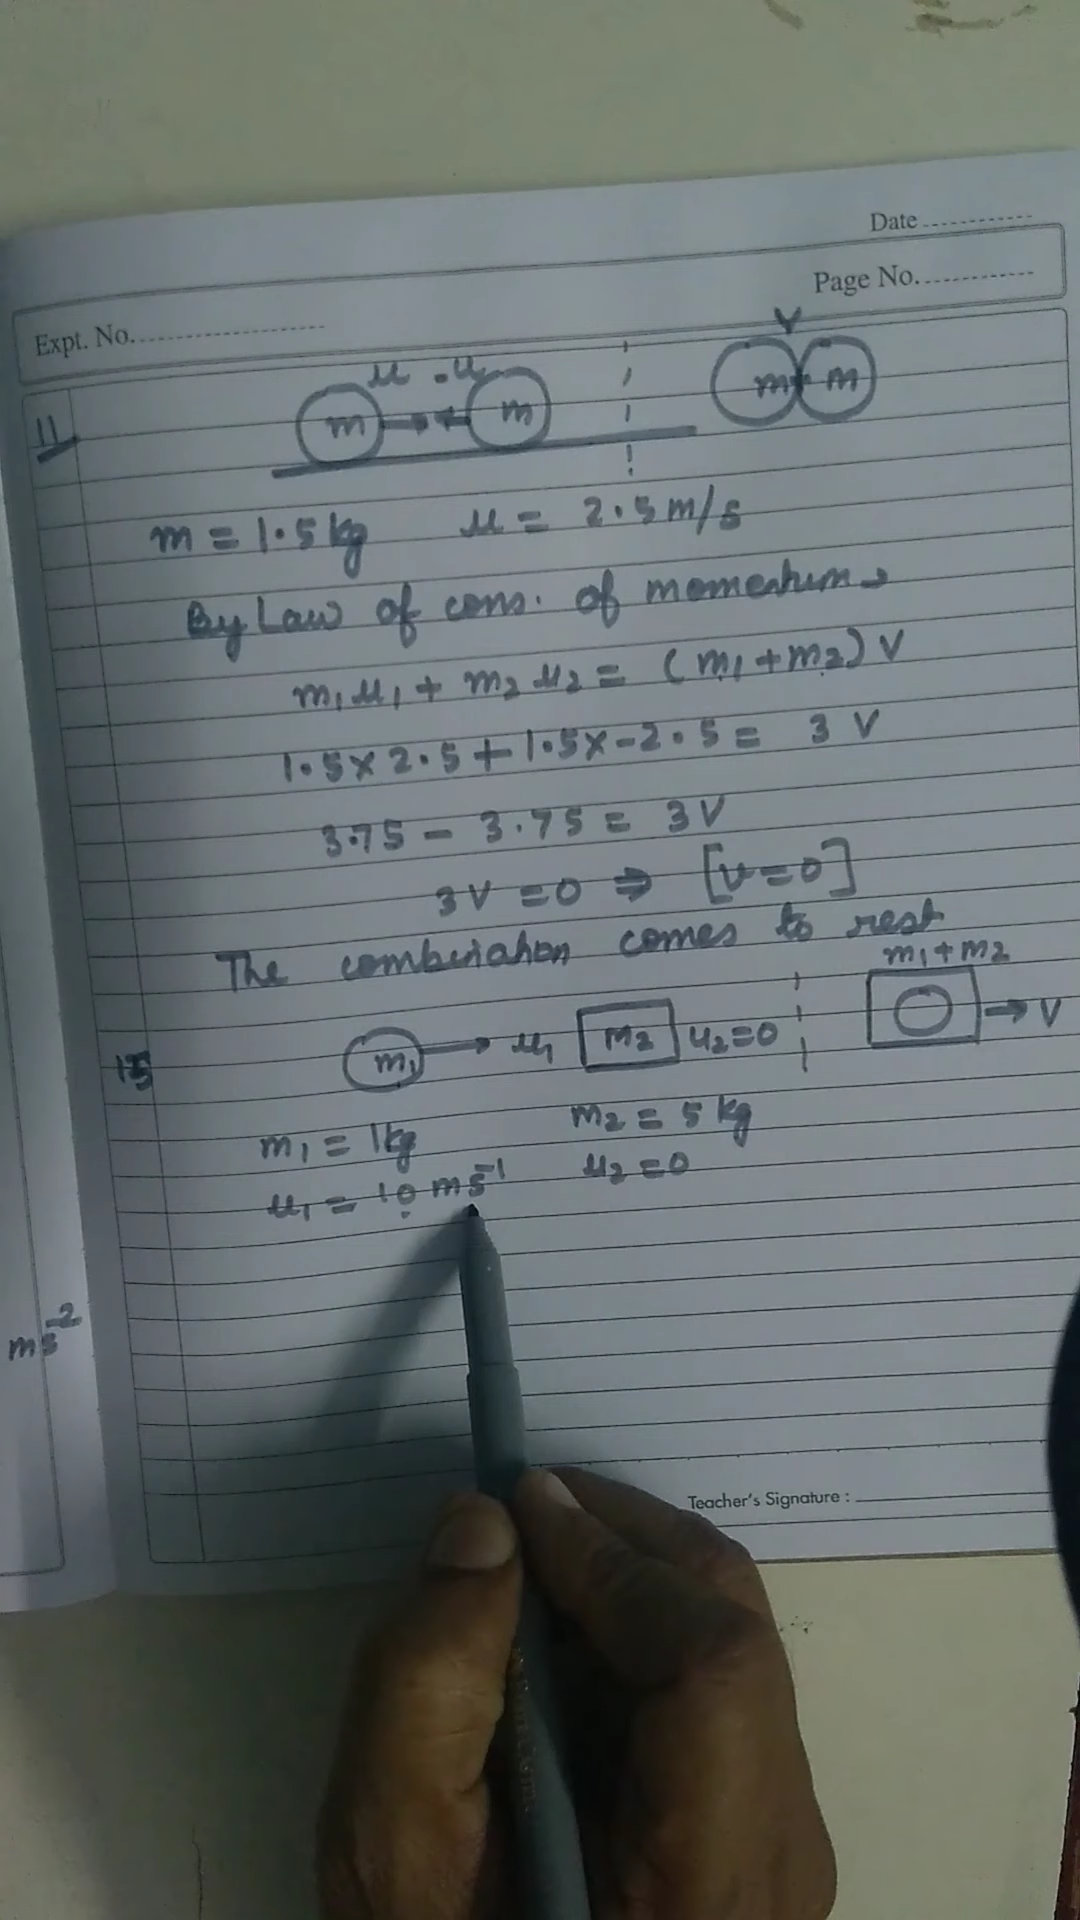 Date
Page No.
Expt. No.
11
u -u
m m
V
m+m
m = 1.5 kg u = 2.5 m/s
By Law of cons. of momentum
m₁u₁ + m₂u₂ = (m₁+m₂)V
1.5×2.5+1.5×-2.5 = 3 V
3.75 - 3.75 = 3V
3V = 0 ⇒ [v=0]
The combination comes to rest
m₁+m₂
15 m₁ → u₁ m₂ u₂=0 → V
m₁ = 1kg m₂ = 5 kg
u₁ = 10 ms⁻¹ u₂ = 0
ms⁻²
Teacher's Signature :